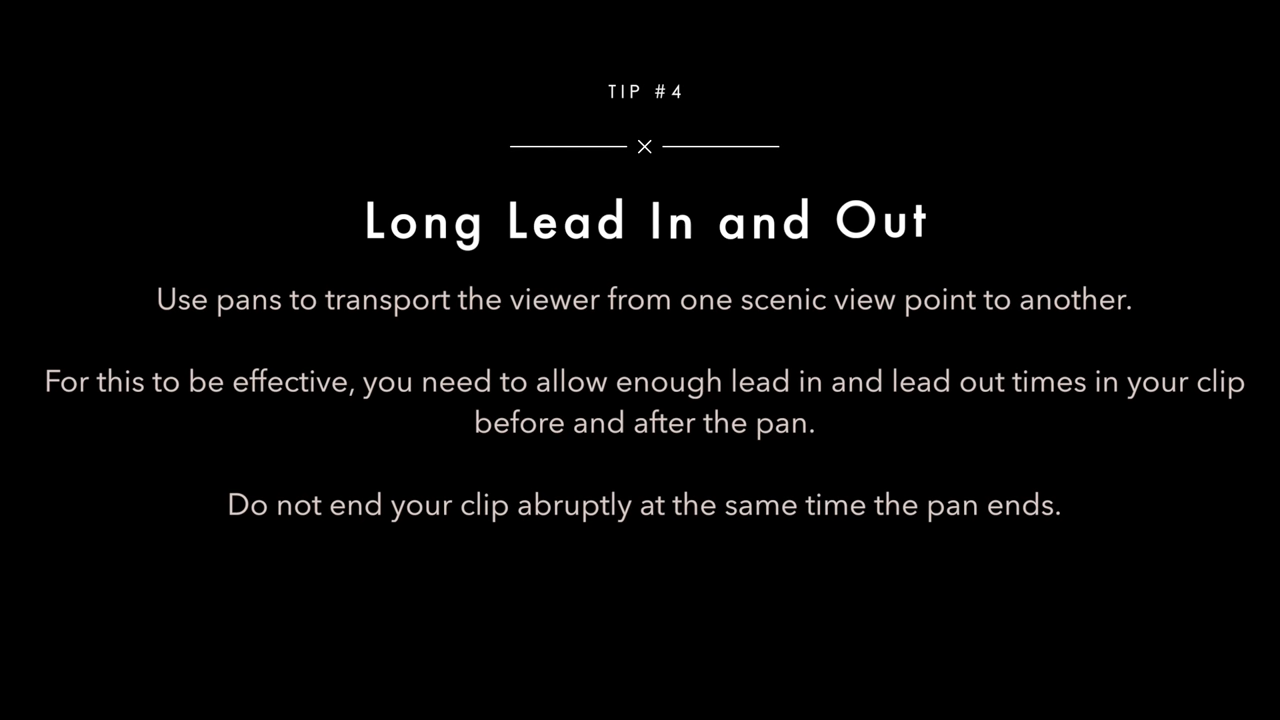 TIP #4
Long Lead In and Out
Use pans to transport the viewer from one scenic view point to another.
For this to be effective, you need to allow enough lead in and lead out times in your clip
before and after the pan.
Do not end your clip abruptly at the same time the pan ends.